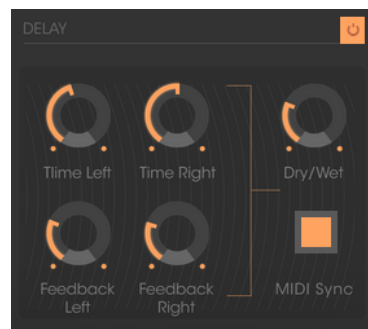 DELAY
TIime Left
Time Right
Dry/Wet
Feedback
Left
Feedback
Right
MIDI Sync